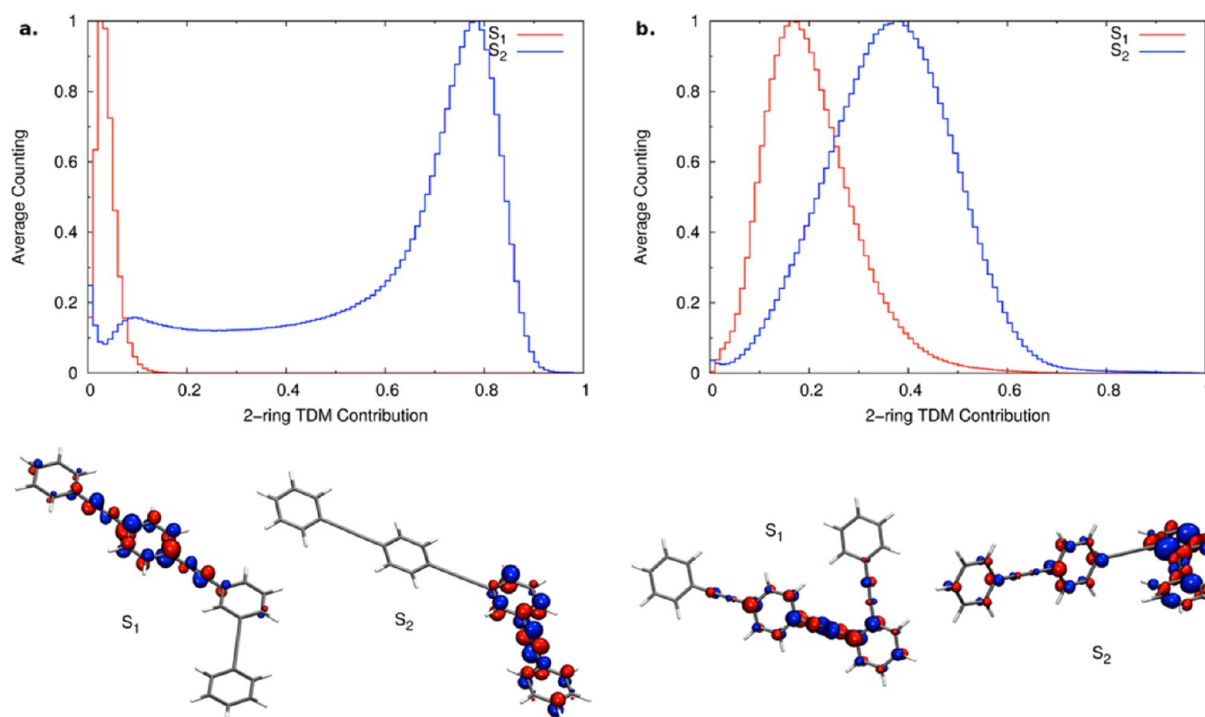 a.
S1
S2
Average Counting
1
0.8
0.6
0.4
0.2
0
0 0.2 0.4 0.6 0.8 1
2-ring TDM Contribution
b.
S1
S2
Average Counting
1
0.8
0.6
0.4
0.2
0
0 0.2 0.4 0.6 0.8 1
2-ring TDM Contribution
S1
S2
S1
S2